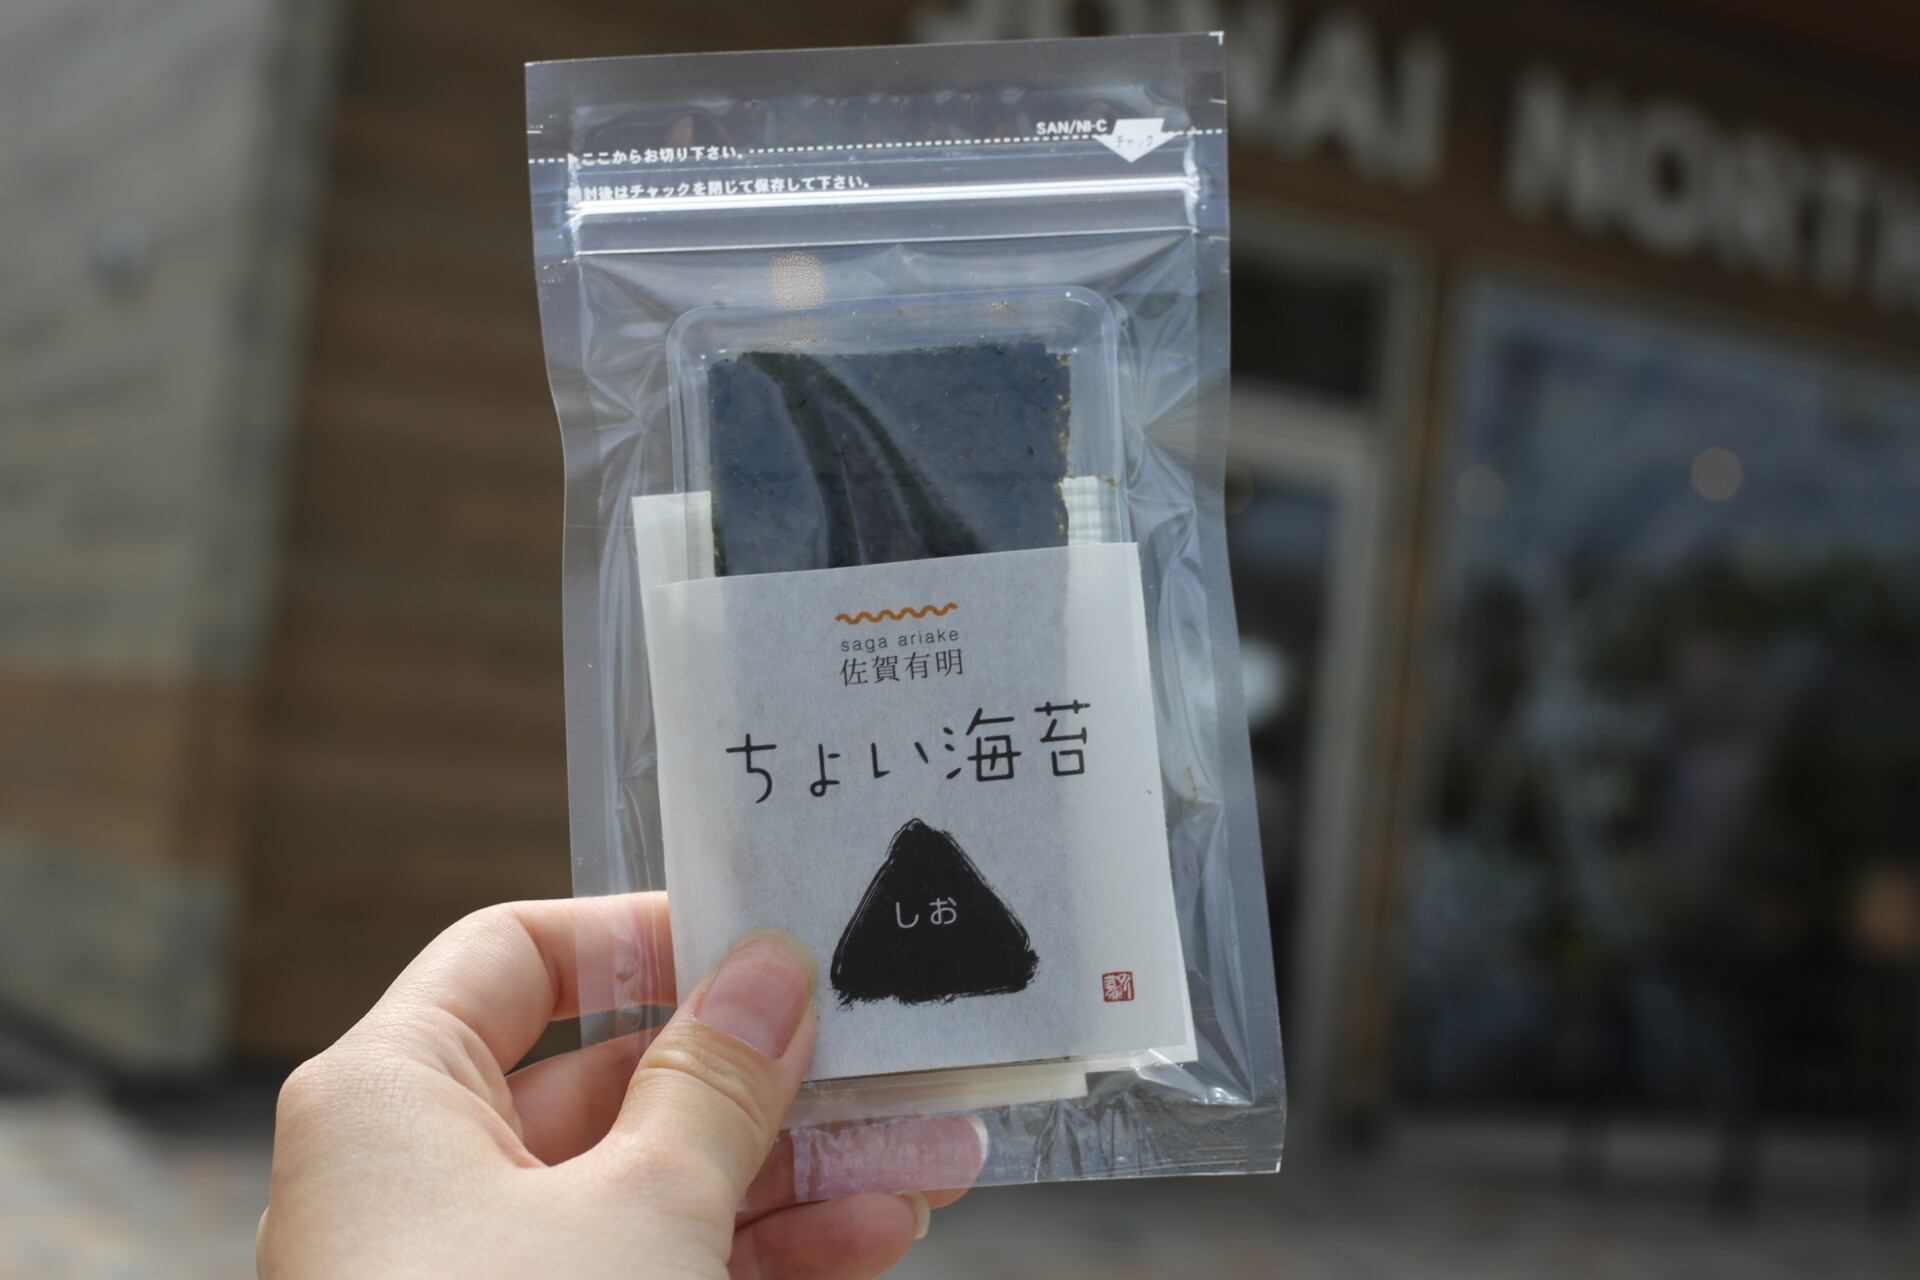 JONAI NORTH
SAN/NI-C
チャック
ここからお切り下さい。
開封後はチャックを閉じて保存して下さい。
saga ariake
佐賀有明
ちょい海苔
しお